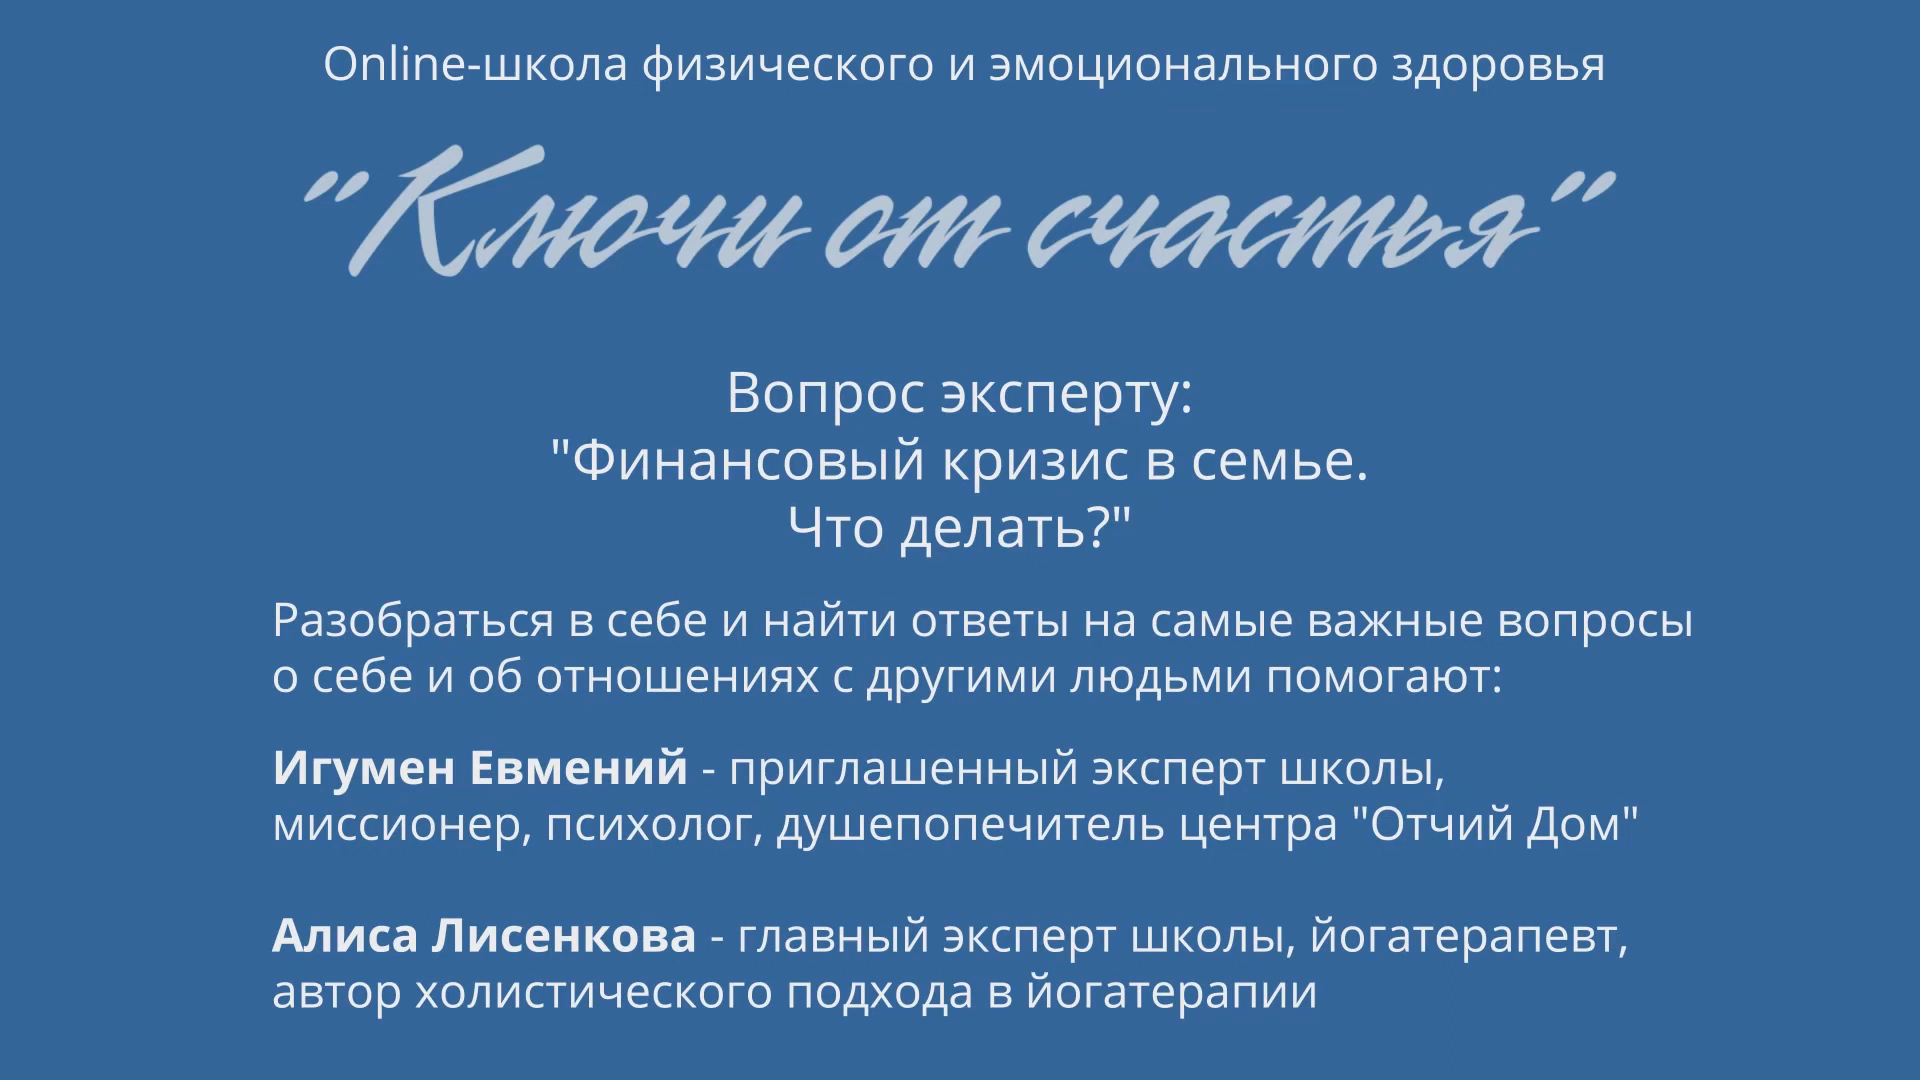 Online-школа физического и эмоционального здоровья
"Ключи от счастья"
Вопрос эксперту:
"Финансовый кризис в семье.
Что делать?"
Разобраться в себе и найти ответы на самые важные вопросы
о себе и об отношениях с другими людьми помогают:
Игумен Евмений - приглашенный эксперт школы,
миссионер, психолог, душепопечитель центра "Отчий Дом"
Алиса Лисенкова - главный эксперт школы, йогатерапевт,
автор холистического подхода в йогатерапии